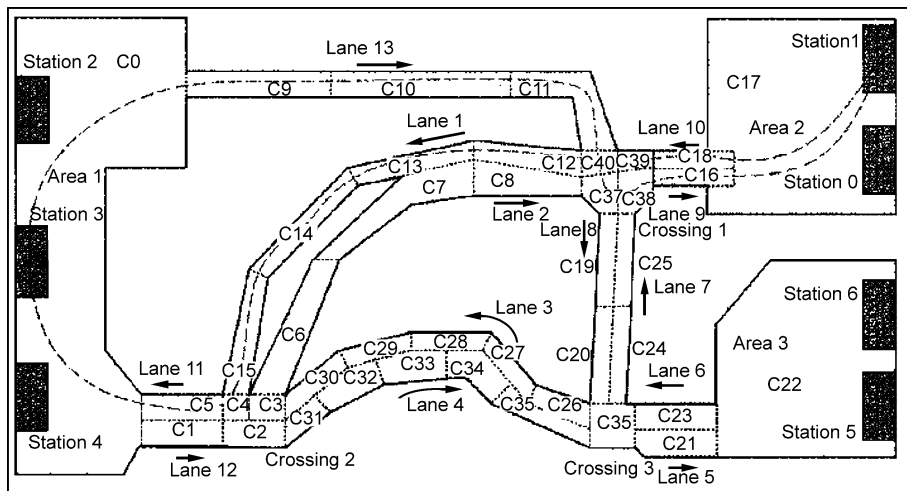 Lane 13
Station 2
C0
Station1
C17
C9
C10
C11
Lane 1
Lane 10
Area 2
C13
C12
C40
C39
C18
C16
Area 1
C7
C8
Station 0
C37
C38
Lane 2
Lane 9
Station 3
Lane 8
Crossing 1
C14
C19
C25
Station 6
Lane 7
Lane 3
C6
C28
Area 3
C29
C33
C27
C20
C24
C22
C34
Lane 11
C15
C30
C32
Lane 6
C5
C4
C3
C31
Lane 4
C35
C26
C35
C23
C1
C2
C21
Station 4
Station 5
Lane 12
Crossing 2
Crossing 3
Lane 5